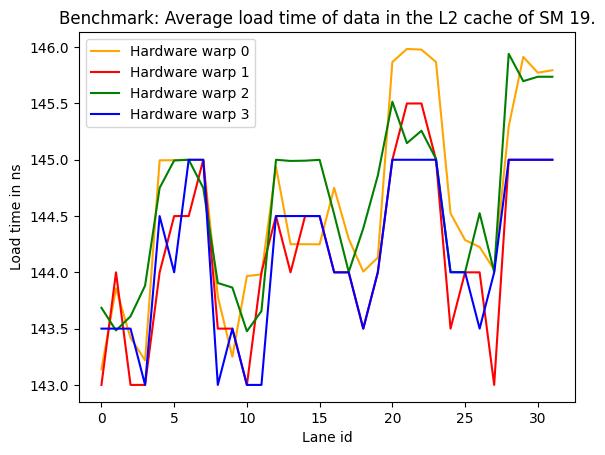 Benchmark: Average load time of data in the L2 cache of SM 19.
Hardware warp 0
Hardware warp 1
Hardware warp 2
Hardware warp 3
Load time in ns
146.0
145.5
145.0
144.5
144.0
143.5
143.0
0 5 10 15 20 25 30
Lane id